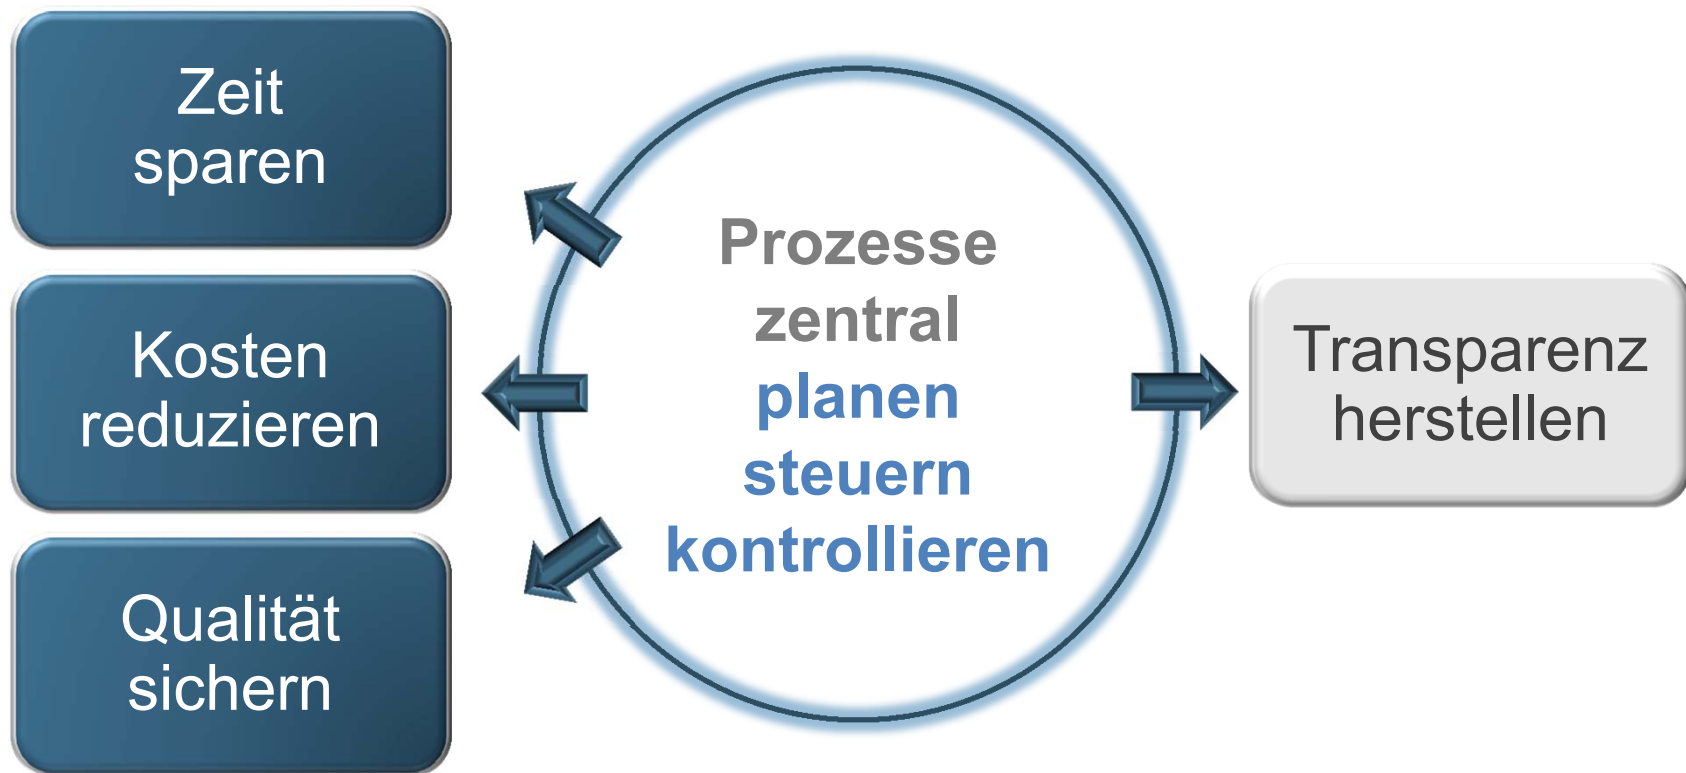 Zeit
sparen
Kosten
reduzieren
Qualität
sichern
Prozesse
zentral
planen
steuern
kontrollieren
Transparenz
herstellen